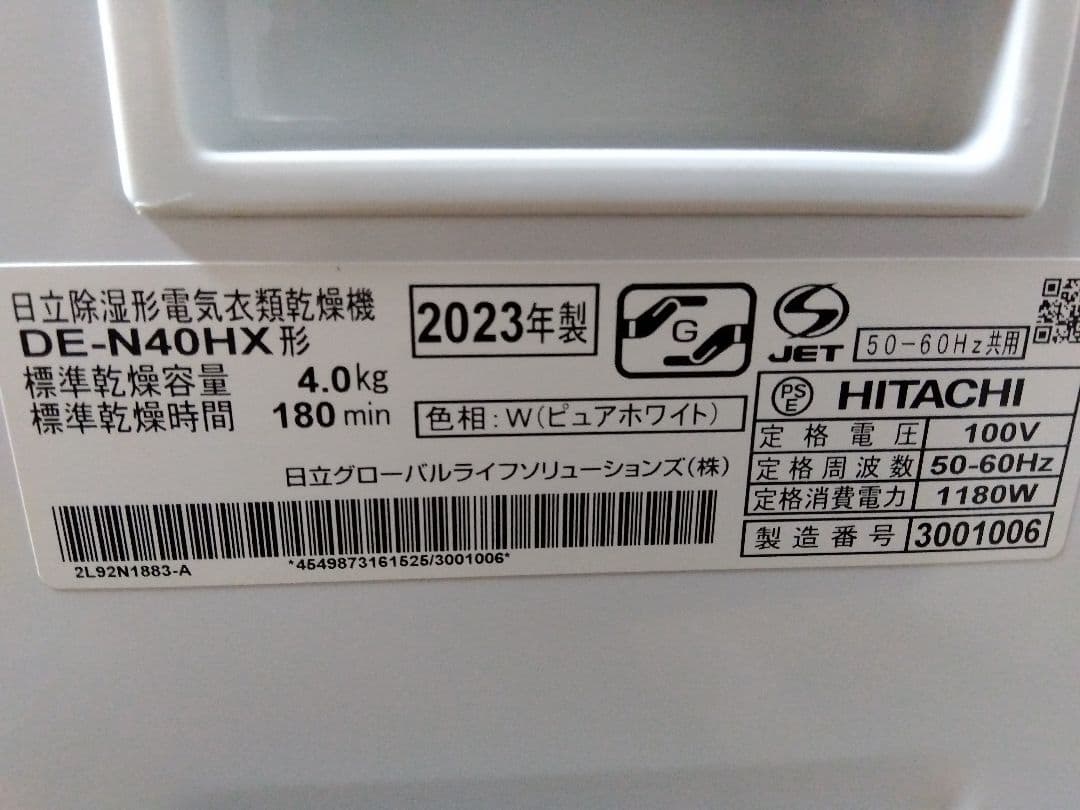 日立除湿形電気衣類乾燥機
DE-N40HX形
標準乾燥容量 4.0kg
標準乾燥時間 180min
2023年製
G
JET
50-60Hz共用
色相:W(ピュアホワイト)
日立グローバルライフソリューションズ(株)
PS
E
HITACHI
定格電圧 100V
定格周波数 50-60Hz
定格消費電力 1180W
製造番号 3001006
2L92N1883-A
*4549873161525/3001006*